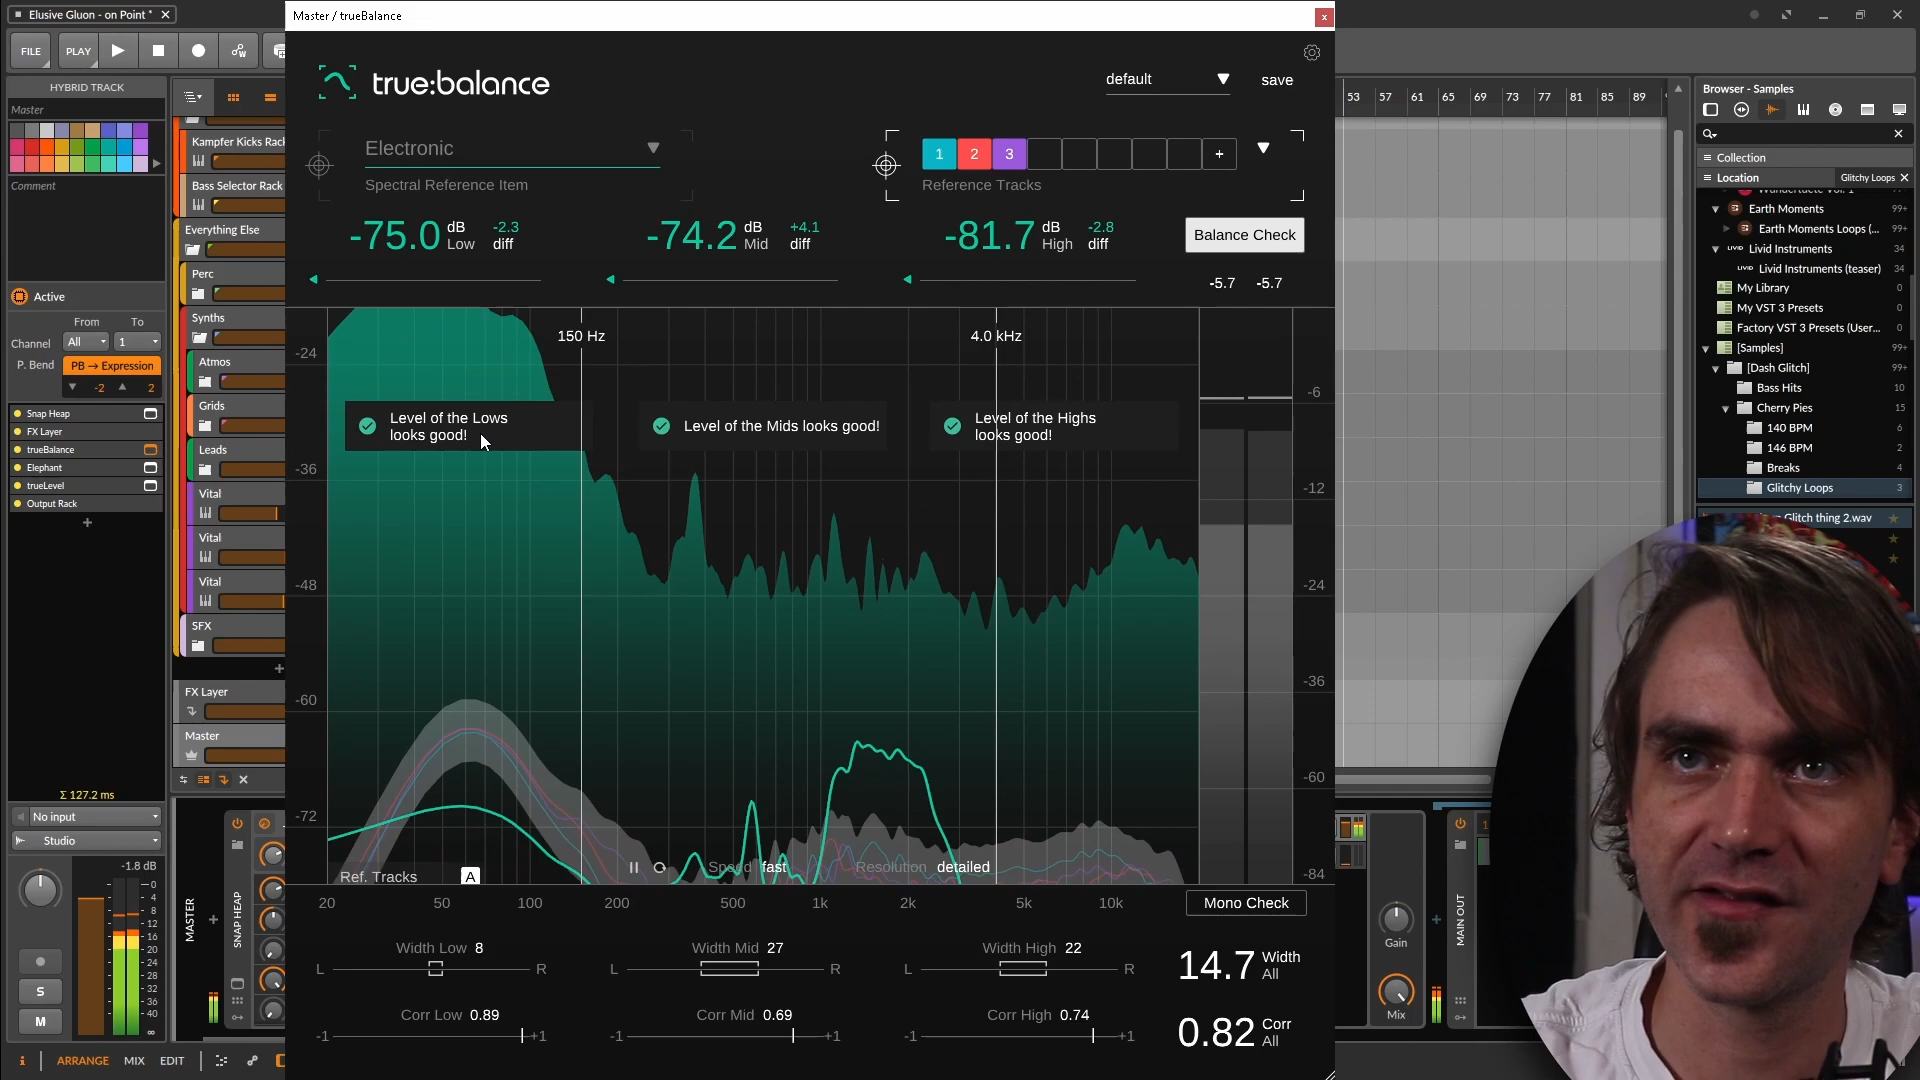 Elusive Gluon - on Point *
Master / trueBalance
x
FILE
PLAY
true:balance
default
save
HYBRID TRACK
Master
Comment
Active
From
To
Channel
All
1
P. Bend
PB → Expression
-2
2
Snap Heap
FX Layer
trueBalance
Elephant
trueLevel
Output Rack
+
Σ 127.2 ms
No input
Studio
-1.8 dB
0
4
8
12
16
20
24
28
32
36
40
∞
S
M
i
ARRANGE
MIX
EDIT
Kampfer Kicks Rack
Bass Selector Rack
Everything Else
Perc
Synths
Atmos
Grids
Leads
Vital
Vital
Vital
SFX
+
FX Layer
Master
MASTER
+
SNAP HEAP
Electronic
Spectral Reference Item
1
2
3
+
Reference Tracks
-75.0
dB
Low
-2.3
diff
-74.2
dB
Mid
+4.1
diff
-81.7
dB
High
-2.8
diff
Balance Check
-5.7
-5.7
150 Hz
4.0 kHz
-24
-36
-48
-60
-72
Level of the Lows
looks good!
Level of the Mids looks good!
Level of the Highs
looks good!
-6
-12
-24
-36
-60
-84
Ref. Tracks
A
Speed
fast
Resolution
detailed
20
50
100
200
500
1k
2k
5k
10k
Mono Check
Width Low 8
L
R
Width Mid 27
L
R
Width High 22
L
R
14.7
Width
All
Corr Low 0.89
-1
+1
Corr Mid 0.69
-1
+1
Corr High 0.74
-1
+1
0.82
Corr
All
53
57
61
65
69
73
77
81
85
89
Gain
Mix
+
MAIN OUT
Browser - Samples
Collection
Location
Glitchy Loops
Earth Moments
99+
Earth Moments Loops (...
99+
LIVID
Livid Instruments
34
LIVID
Livid Instruments (teaser)
34
My Library
0
My VST 3 Presets
0
Factory VST 3 Presets (User...
0
[Samples]
99+
[Dash Glitch]
99+
Bass Hits
10
Cherry Pies
15
140 BPM
4
146 BPM
2
Breaks
4
Glitchy Loops
3
Glitch thing 2.wav